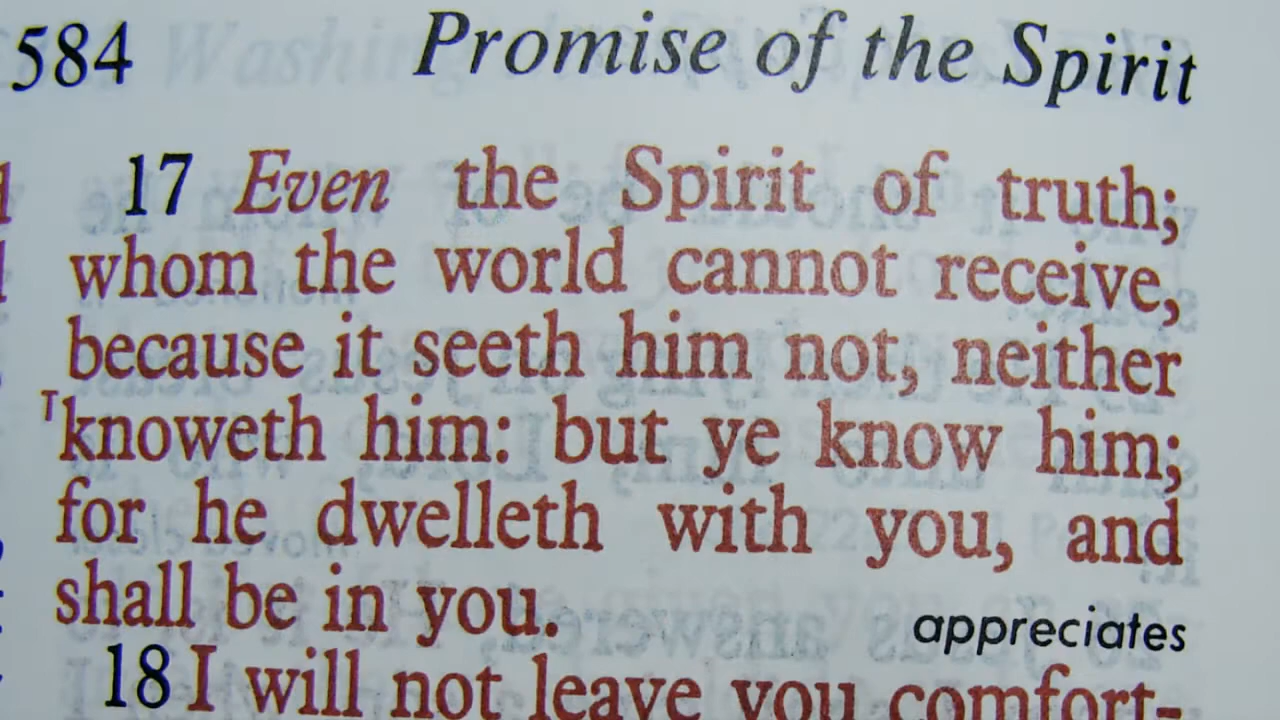 584 Promise of the Spirit
17 Even the Spirit of truth;
whom the world cannot receive,
because it seeth him not, neither
ᵀknoweth him: but ye know him;
for he dwelleth with you, and
shall be in you.
appreciates
18 I will not leave you comfort-